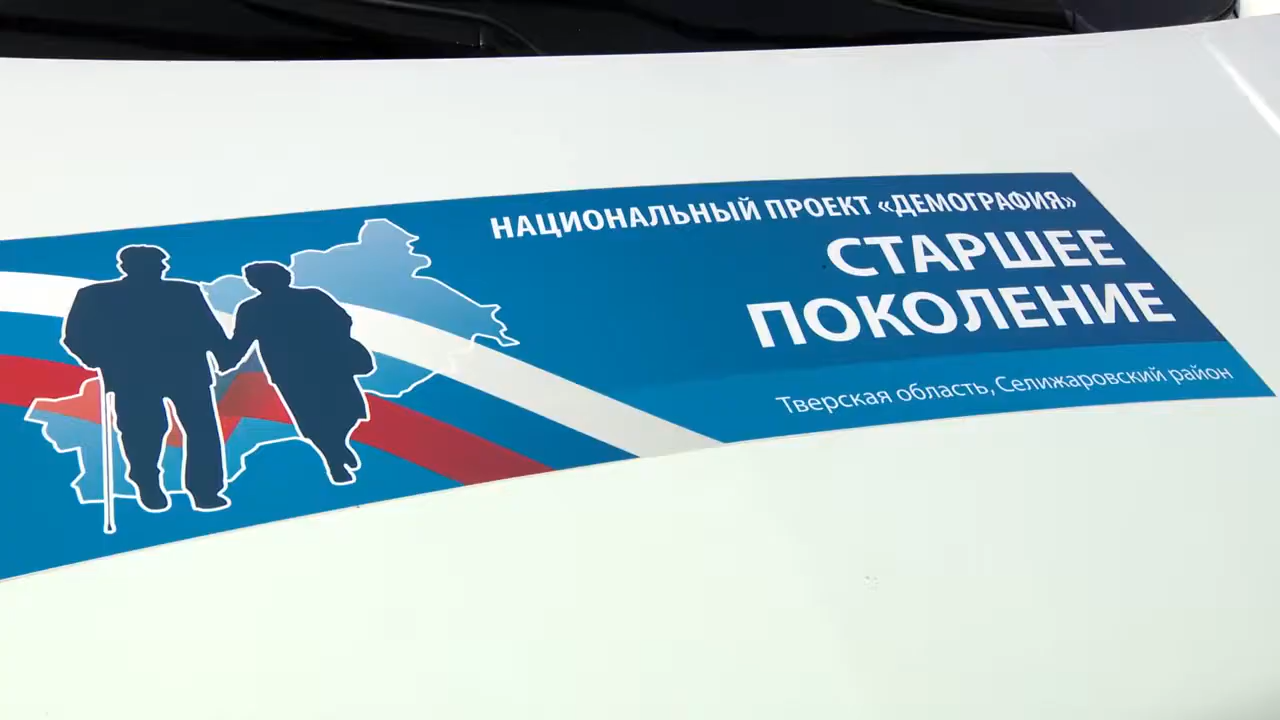 НАЦИОНАЛЬНЫЙ ПРОЕКТ «ДЕМОГРАФИЯ»
СТАРШЕЕ
ПОКОЛЕНИЕ
Тверская область, Селижаровский район